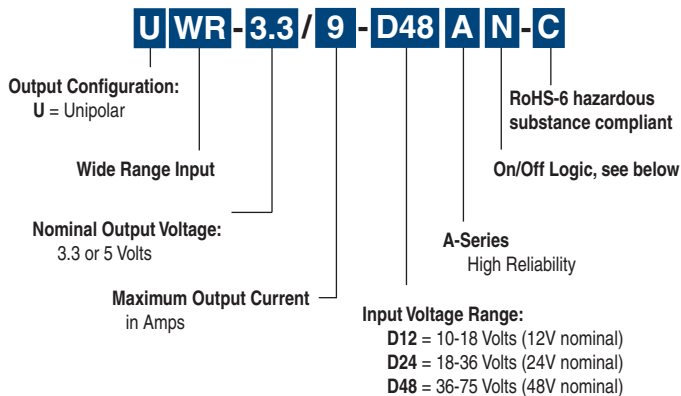 UWR-3.3/9-D48AN-C
Output Configuration:
U = Unipolar
RoHS-6 hazardous
substance compliant
Wide Range Input
On/Off Logic, see below
Nominal Output Voltage:
3.3 or 5 Volts
A-Series
High Reliability
Maximum Output Current
in Amps
Input Voltage Range:
D12 = 10-18 Volts (12V nominal)
D24 = 18-36 Volts (24V nominal)
D48 = 36-75 Volts (48V nominal)